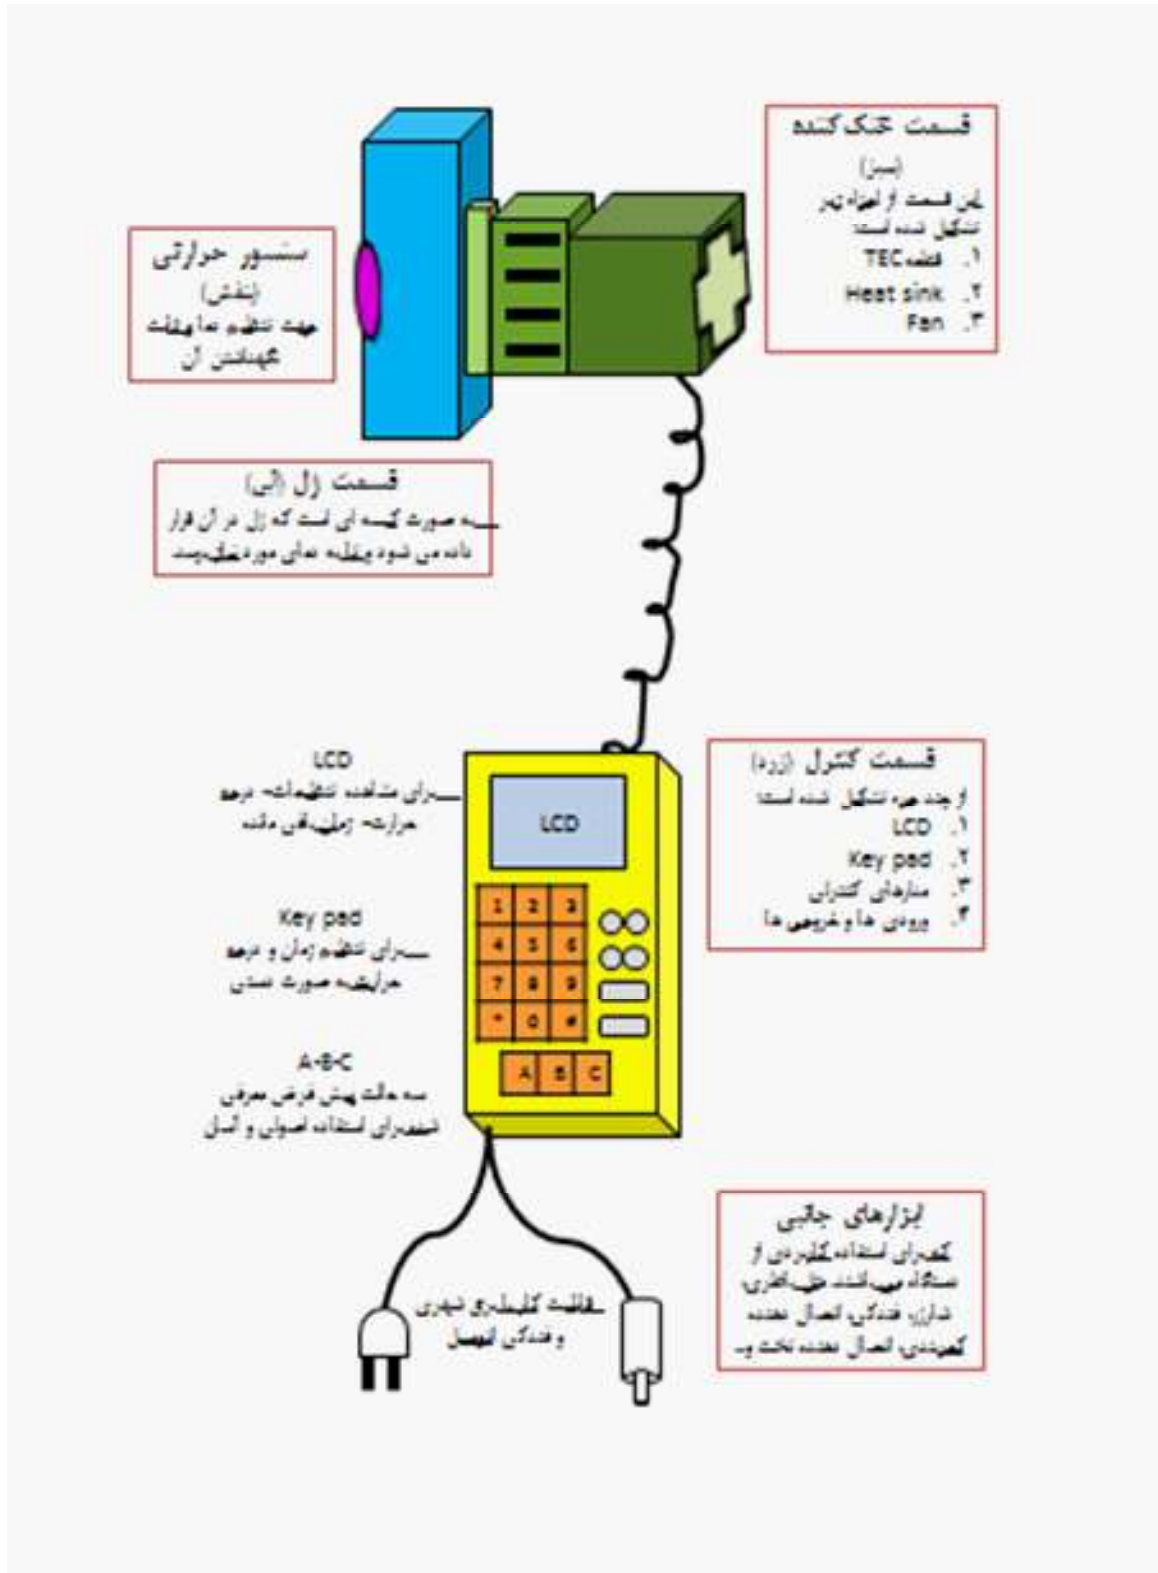 قسمت خنک کننده
(سبز)
این قسمت از اجزاء زیر
تشکیل شده است:
۱. قطعه TEC
۲. Heat sink
۳. Fan
سنسور حرارتی
(بنفش)
جهت تنظیم دما و ثابت
نگهداشتن آن
قسمت ژل (آبی)
به صورت کیسه ای است که ژل در آن قرار
داده می شود و به دمای مورد نظر
قسمت کنترل (زرد)
از چند جزء تشکیل شده است:
۱. LCD
۲. Key pad
۳. مدارهای کنترلی
۴. ورودی ها و خروجی ها
LCD
برای مشاهده تنظیمات- درجه
حرارت- زمان باقی مانده
LCD
Key pad
برای تنظیم زمان و درجه
حرارت به صورت دستی
1 2 3
4 5 6
7 8 9
* 0 #
A B C
A-B-C
سه حالت پیش فرض معرفی
شده برای استفاده اصولی و آسان
قابلیت کار با برق شهری
و فندکی اتومبیل
ابزارهای جانبی
که برای استفاده کاربردی از
دستگاه می باشند مثل باطری،
شارژر، فندکی، اتصال دهنده
کمربندی، اتصال دهنده تخت و...